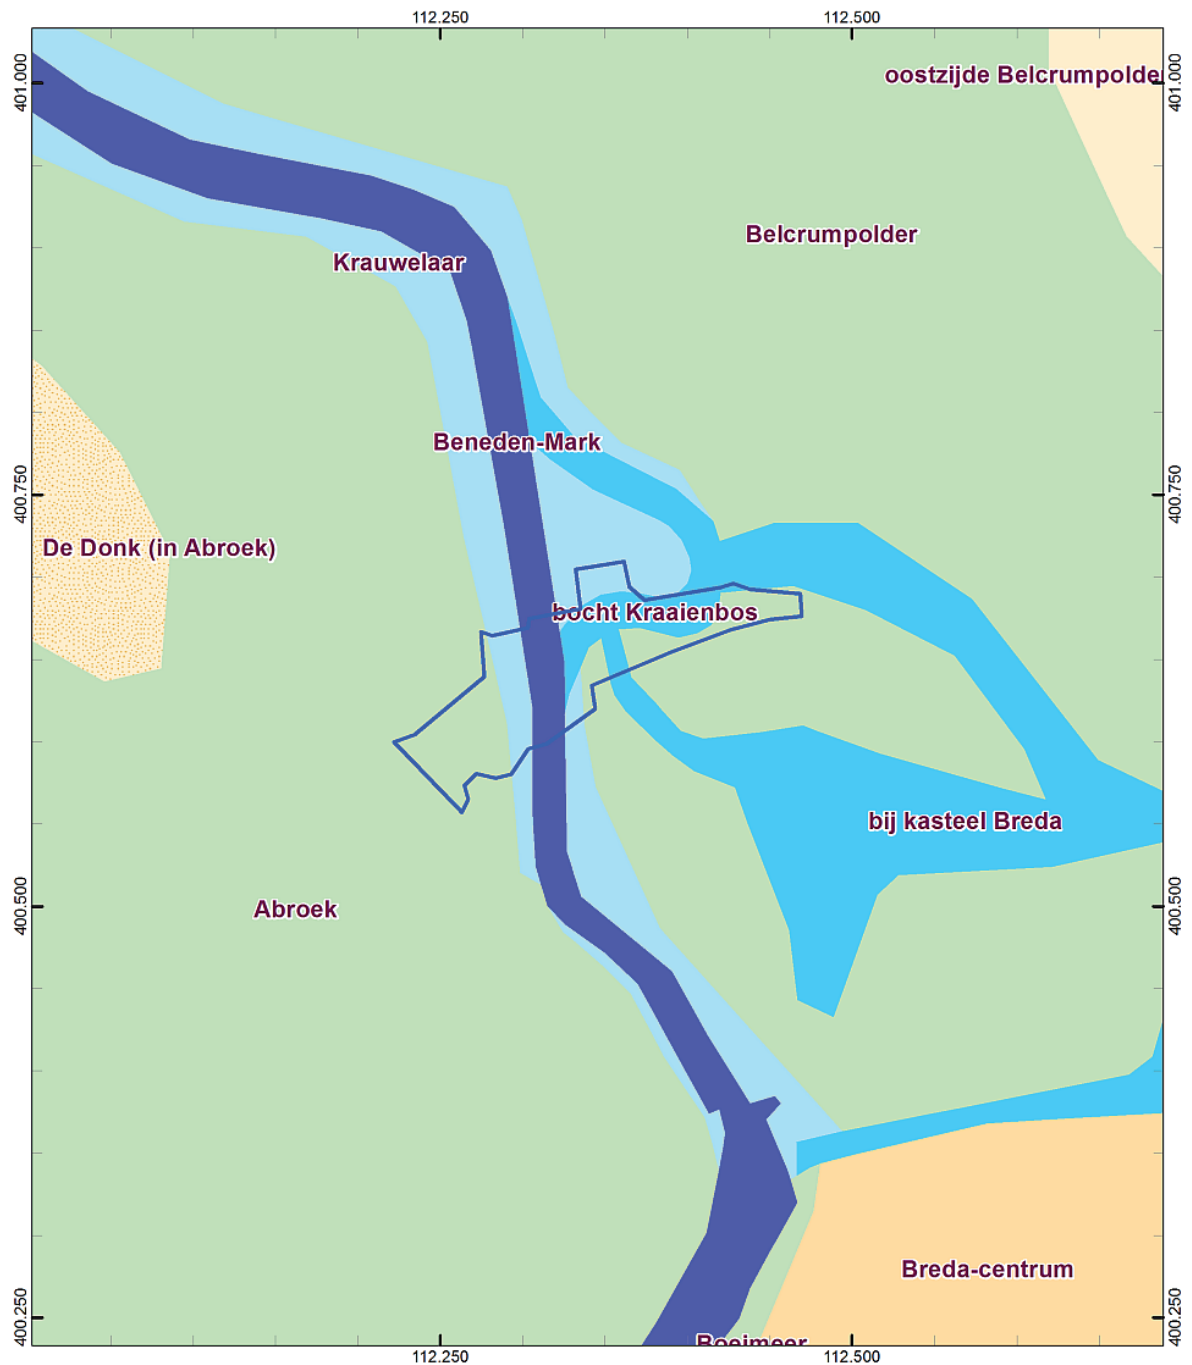 112.250
112.500
401.000
oostzijde Belcrumpolder
401.000
Belcrumpolder
Krauwelaar
Beneden-Mark
400.750
400.750
De Donk (in Abroek)
bocht Kraaienbos
bij kasteel Breda
400.500
Abroek
400.500
Breda-centrum
400.250
400.250
Boeimeer
112.250
112.500